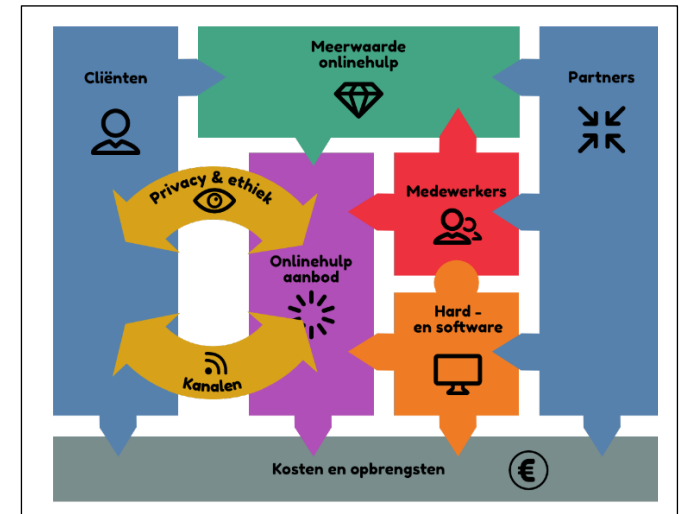 Meerwaarde
onlinehulp
Cliënten
Partners
Privacy & ethiek
Medewerkers
Onlinehulp
aanbod
Hard -
en software
Kanalen
Kosten en opbrengsten
€